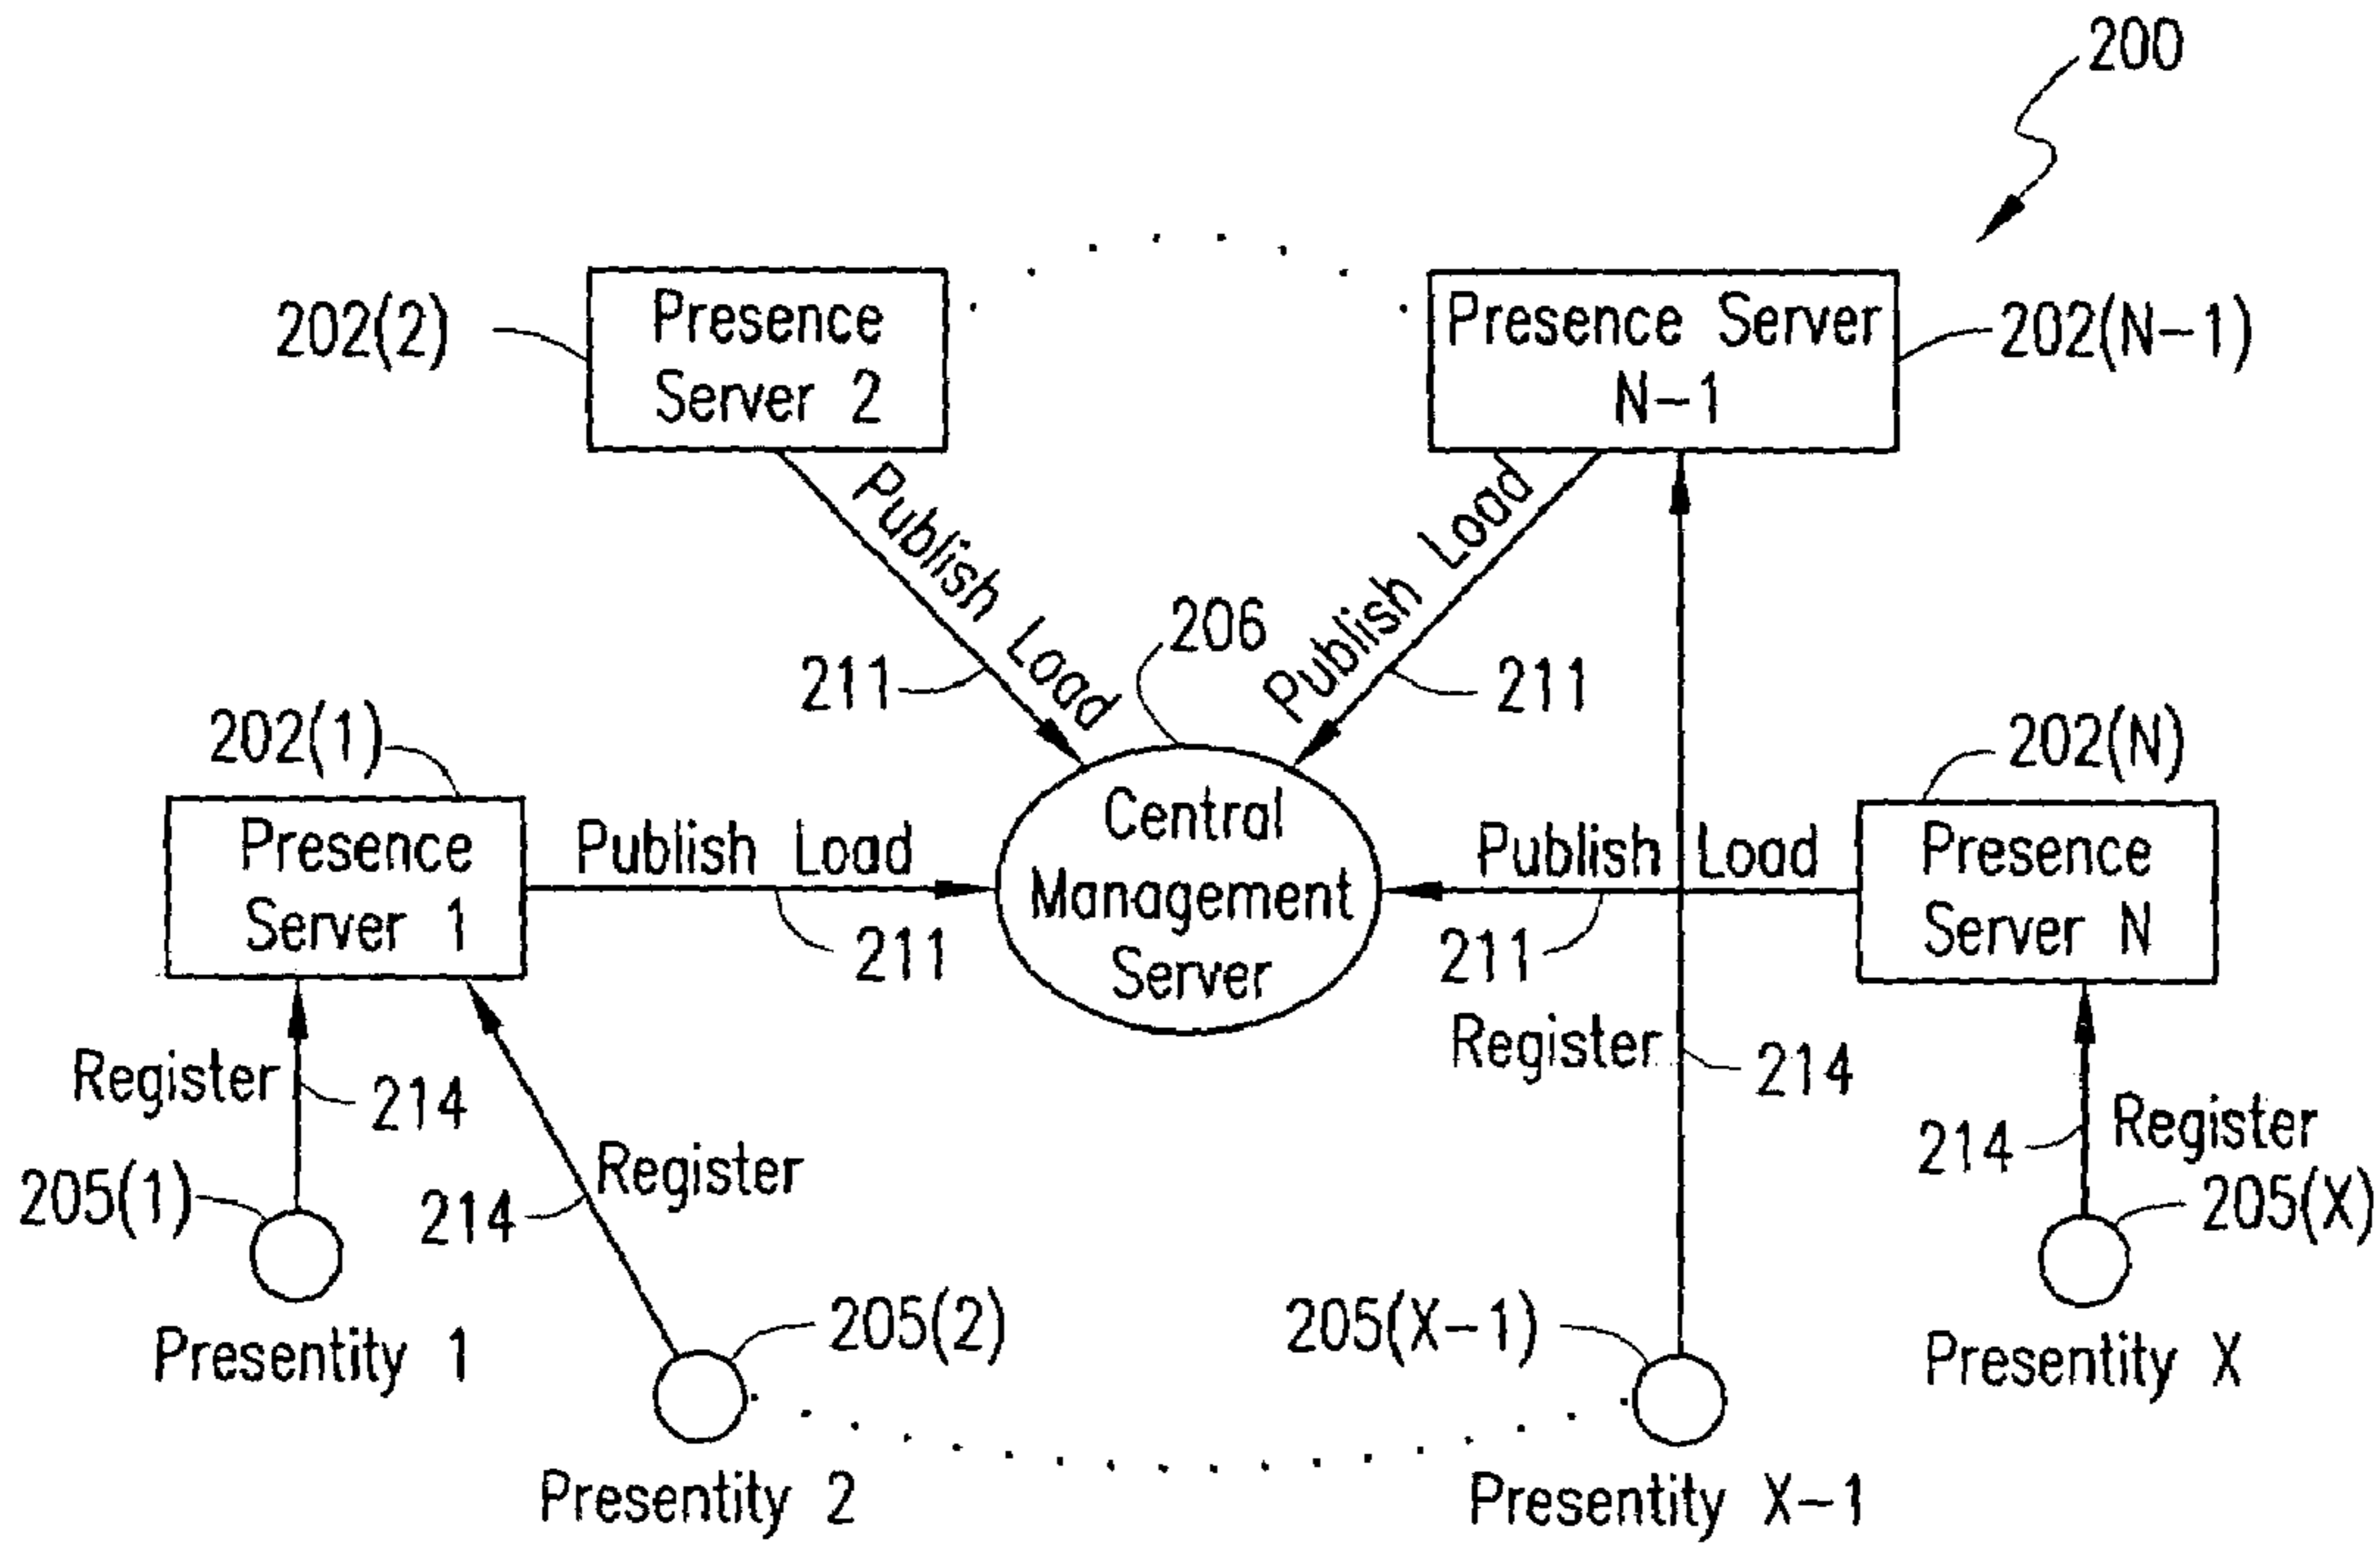 200
Presence
Server 2
202(2)
Presence Server
N-1
202(N-1)
Publish Load
211
Publish Load
211
206
202(1)
Presence
Server 1
Publish Load
211
Central
Management
Server
Publish Load
211
202(N)
Presence
Server N
Register
214
Register
214
Register
214
Register
214
205(1)
Presentity 1
205(2)
Presentity 2
205(X-1)
Presentity X-1
205(X)
Presentity X